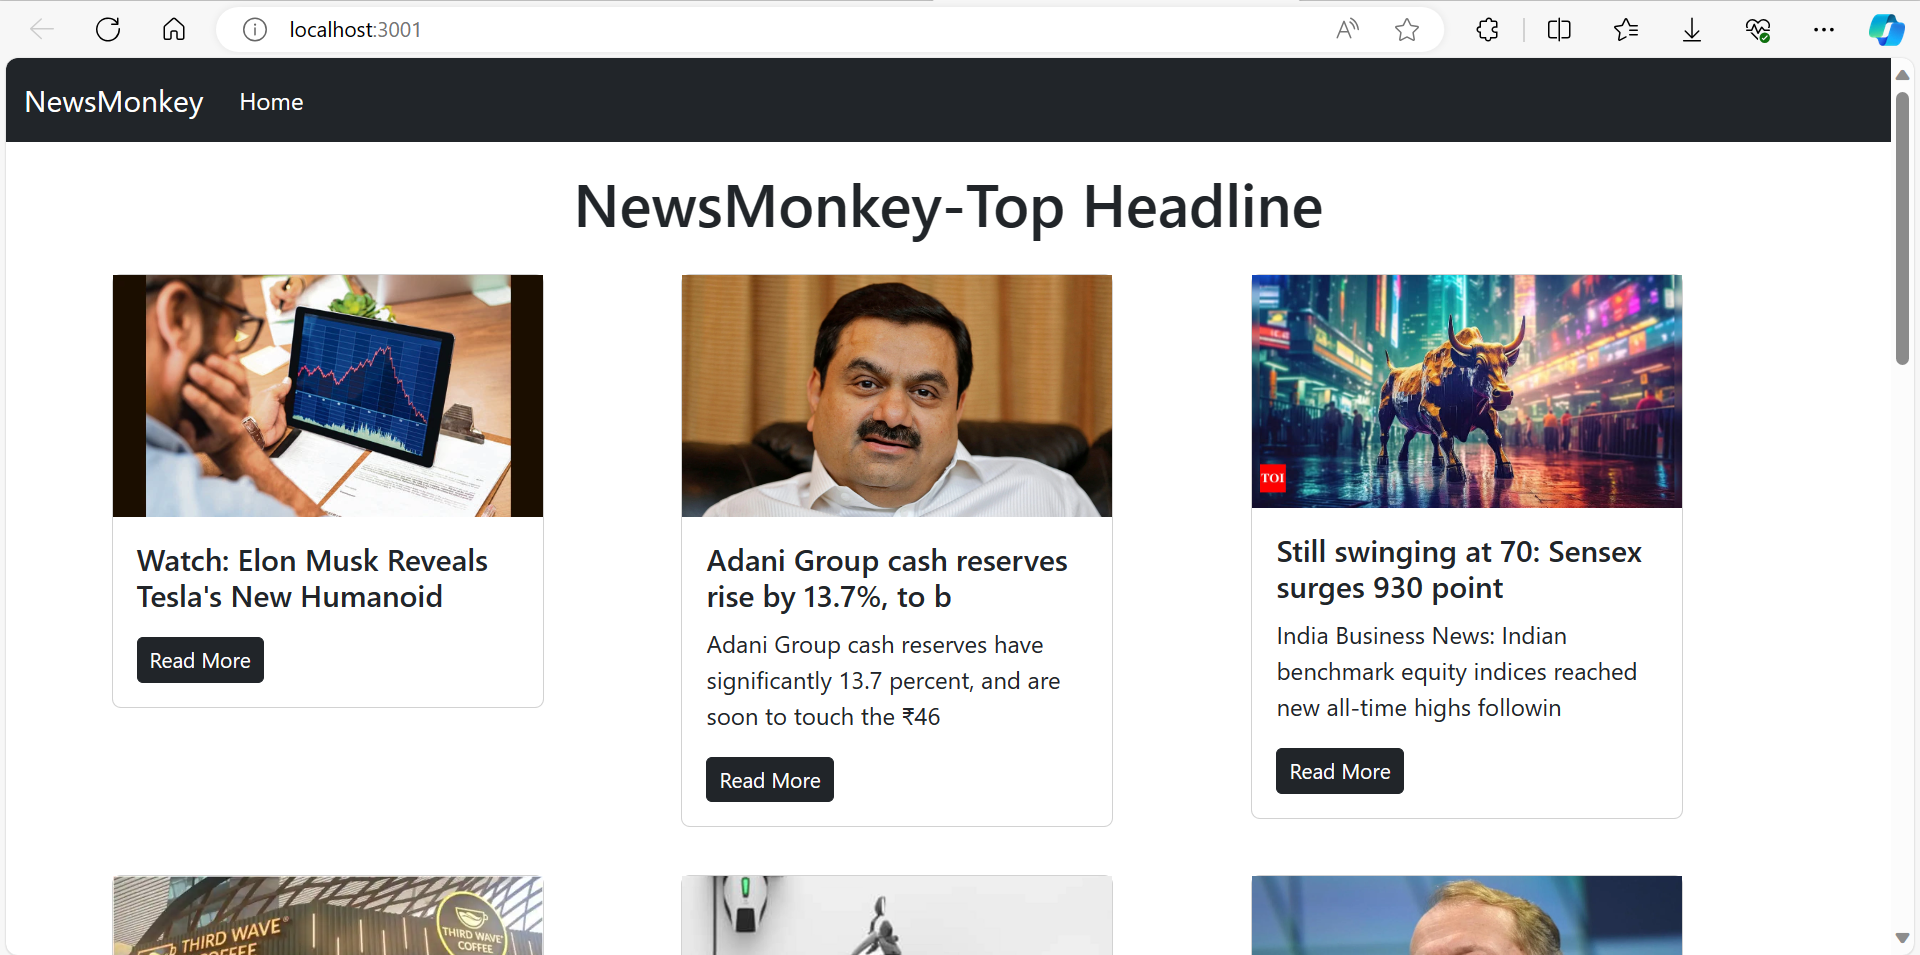 localhost:3001
NewsMonkey
Home
NewsMonkey-Top Headline
TOI
Watch: Elon Musk Reveals
Tesla's New Humanoid
Read More
Adani Group cash reserves
rise by 13.7%, to b
Adani Group cash reserves have
significantly 13.7 percent, and are
soon to touch the ₹46
Read More
Still swinging at 70: Sensex
surges 930 point
India Business News: Indian
benchmark equity indices reached
new all-time highs followin
Read More
THIRD WAVE
COFFEE
THIRD WAVE
COFFEE